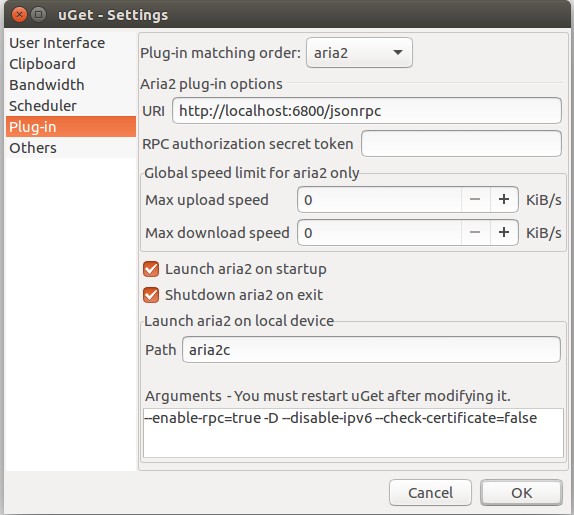 uGet - Settings
User Interface
Clipboard
Bandwidth
Scheduler
Plug-in
Others
Plug-in matching order: aria2
Aria2 plug-in options
URI http://localhost:6800/jsonrpc
RPC authorization secret token
Global speed limit for aria2 only
Max upload speed 0 − + KiB/s
Max download speed 0 − + KiB/s
Launch aria2 on startup
Shutdown aria2 on exit
Launch aria2 on local device
Path aria2c
Arguments - You must restart uGet after modifying it.
--enable-rpc=true -D --disable-ipv6 --check-certificate=false
Cancel OK